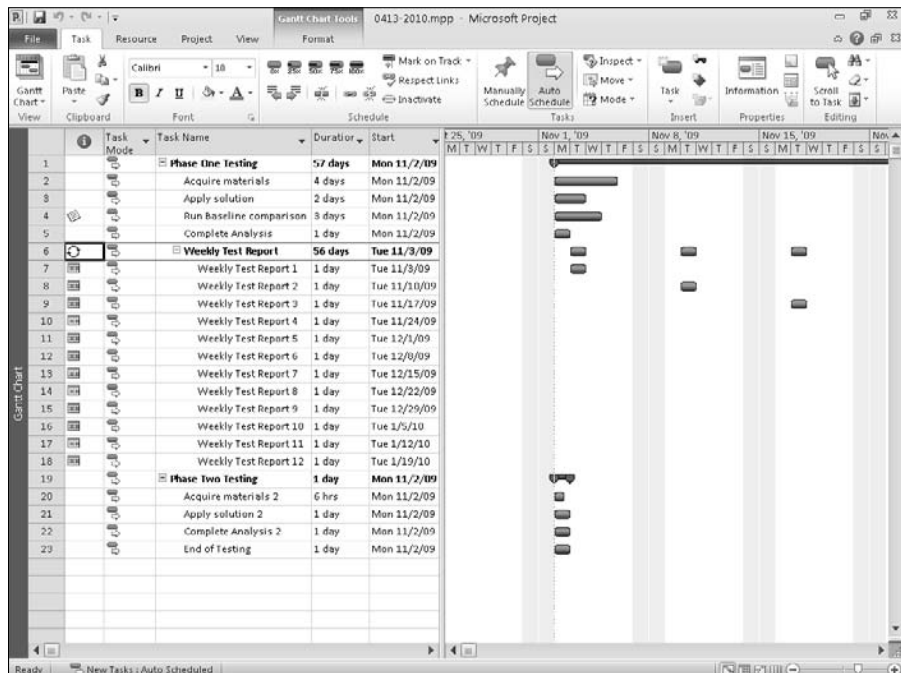 Gantt Chart Tools 0413-2010.mpp - Microsoft Project
File Task Resource Project View Format
Calibri 10
Mark on Track Inspect
0% 25% 50% 75% 100% Respect Links Move
Gantt Chart Paste B I U A Inactivate Manually Schedule Auto Schedule Mode Task Information Scroll to Task
View Clipboard Font Schedule Tasks Insert Properties Editing
Task Mode Task Name Duration Start t 25, '09 Nov 1, '09 Nov 8, '09 Nov 15, '09 Nov
M T W T F S S M T W T F S S M T W T F S S M T W T F S S
1 Phase One Testing 57 days Mon 11/2/09
2 Acquire materials 4 days Mon 11/2/09
3 Apply solution 2 days Mon 11/2/09
4 Run Baseline comparison 3 days Mon 11/2/09
5 Complete Analysis 1 day Mon 11/2/09
6 Weekly Test Report 56 days Tue 11/3/09
7 Weekly Test Report 1 1 day Tue 11/3/09
8 Weekly Test Report 2 1 day Tue 11/10/09
9 Weekly Test Report 3 1 day Tue 11/17/09
10 Weekly Test Report 4 1 day Tue 11/24/09
11 Weekly Test Report 5 1 day Tue 12/1/09
12 Weekly Test Report 6 1 day Tue 12/8/09
13 Weekly Test Report 7 1 day Tue 12/15/09
14 Weekly Test Report 8 1 day Tue 12/22/09
15 Weekly Test Report 9 1 day Tue 12/29/09
16 Weekly Test Report 10 1 day Tue 1/5/10
17 Weekly Test Report 11 1 day Tue 1/12/10
18 Weekly Test Report 12 1 day Tue 1/19/10
19 Phase Two Testing 1 day Mon 11/2/09
20 Acquire materials 2 6 hrs Mon 11/2/09
21 Apply solution 2 1 day Mon 11/2/09
22 Complete Analysis 2 1 day Mon 11/2/09
23 End of Testing 1 day Mon 11/2/09
Gantt Chart
Ready New Tasks : Auto Scheduled